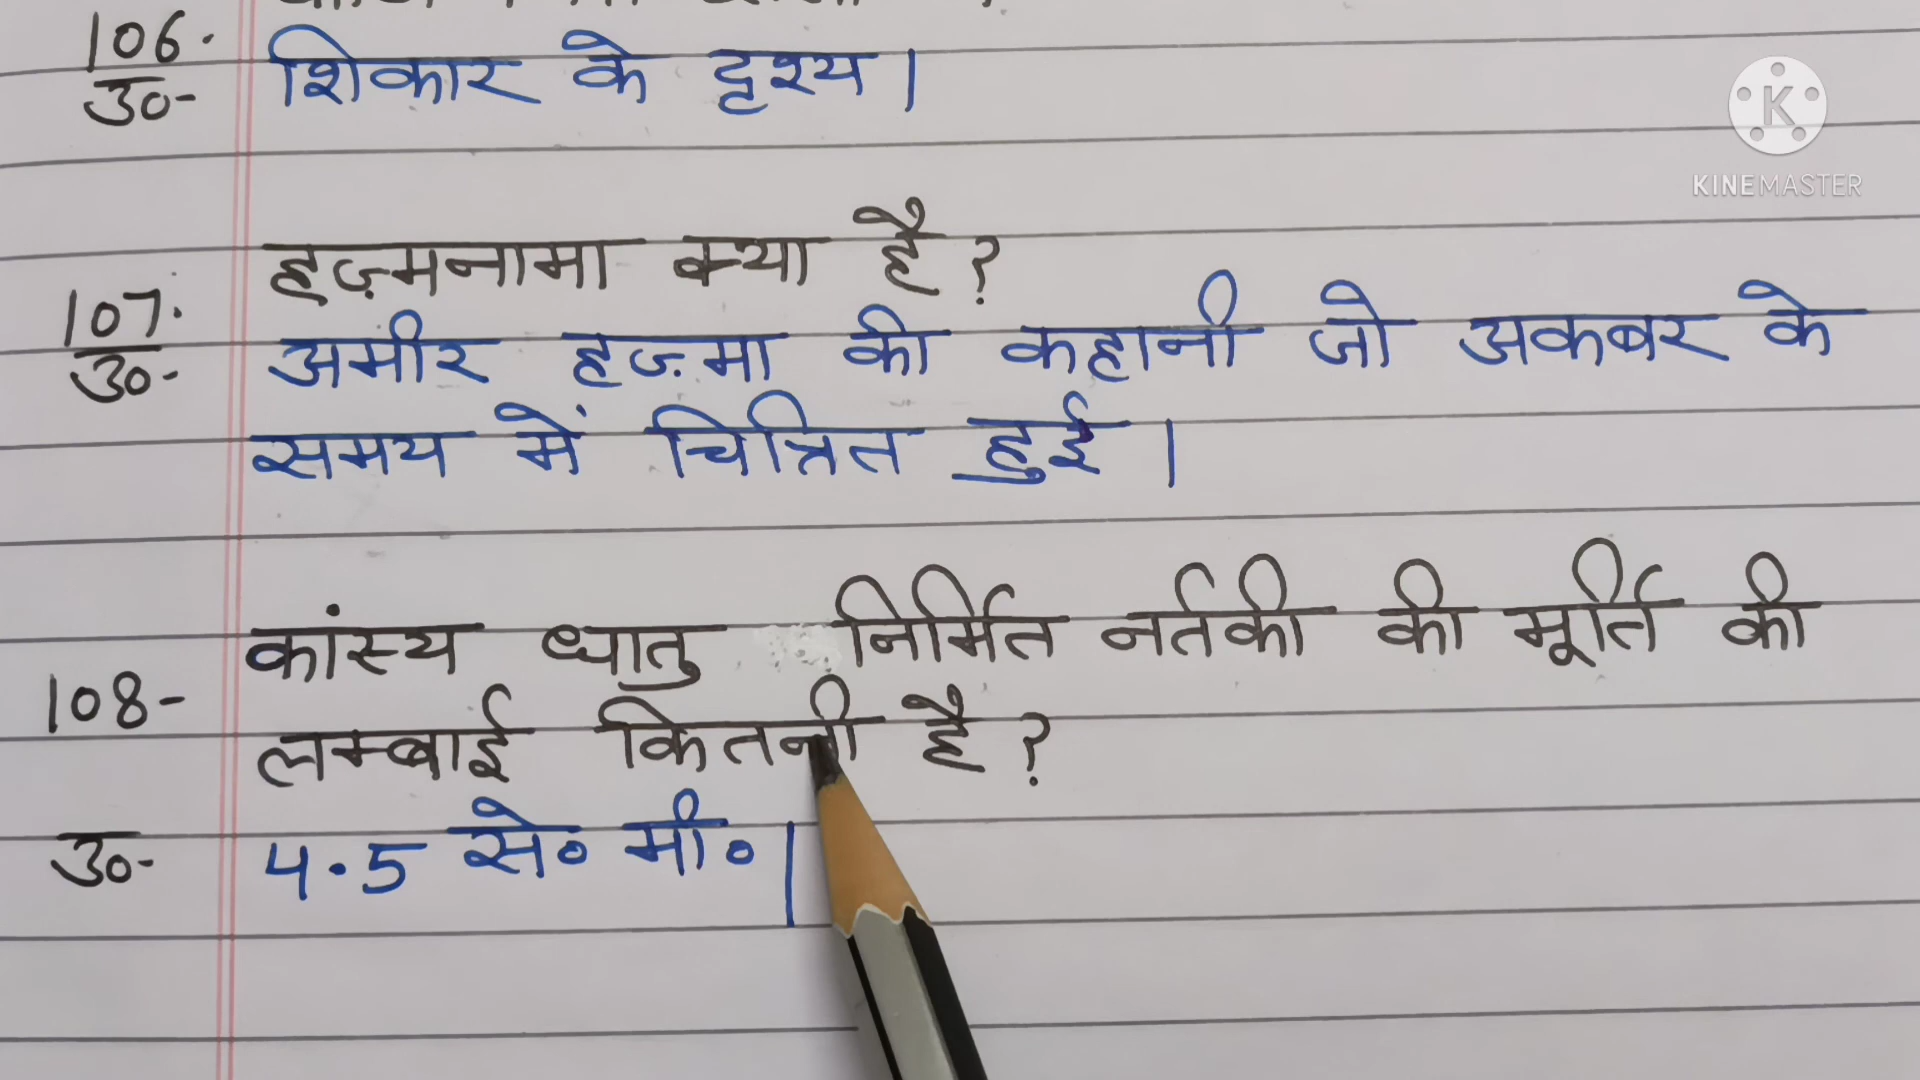 106.
उ०- शिकार के दृश्य।
KINEMASTER
हज़्मनामा क्या है?
107.
उ०- अमीर हज़्मा की कहानी जो अकबर के
समय में चित्रित हुई।
कांस्य धातु निर्मित नर्तकी की मूर्ति की
108- लम्बाई कितनी है?
उ०- 4.5 से० मी०।